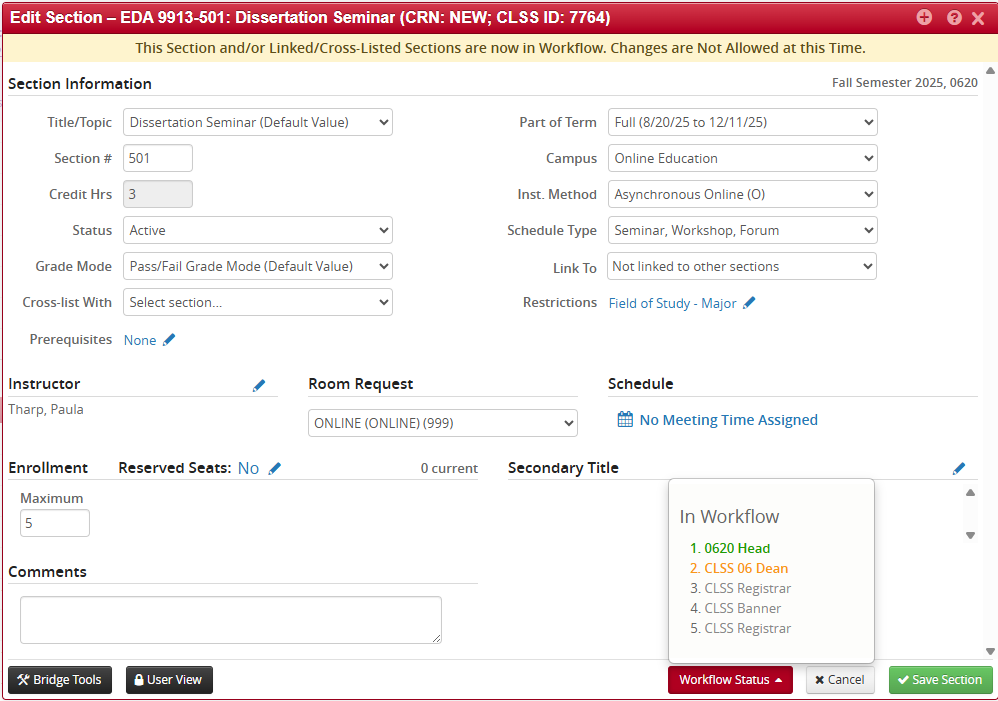 Edit Section – EDA 9913-501: Dissertation Seminar (CRN: NEW; CLSS ID: 7764)
This Section and/or Linked/Cross-Listed Sections are now in Workflow. Changes are Not Allowed at this Time.
Section Information
Fall Semester 2025, 0620
Title/Topic Dissertation Seminar (Default Value)
Part of Term Full (8/20/25 to 12/11/25)
Section # 501
Campus Online Education
Credit Hrs 3
Inst. Method Asynchronous Online (O)
Status Active
Schedule Type Seminar, Workshop, Forum
Grade Mode Pass/Fail Grade Mode (Default Value)
Link To Not linked to other sections
Cross-list With Select section...
Restrictions Field of Study - Major
Prerequisites None
Instructor
Tharp, Paula
Room Request
ONLINE (ONLINE) (999)
Schedule
No Meeting Time Assigned
Enrollment
Reserved Seats: No
0 current
Maximum
5
Secondary Title
Comments
In Workflow
1. 0620 Head
2. CLSS 06 Dean
3. CLSS Registrar
4. CLSS Banner
5. CLSS Registrar
Bridge Tools
User View
Workflow Status
Cancel
Save Section